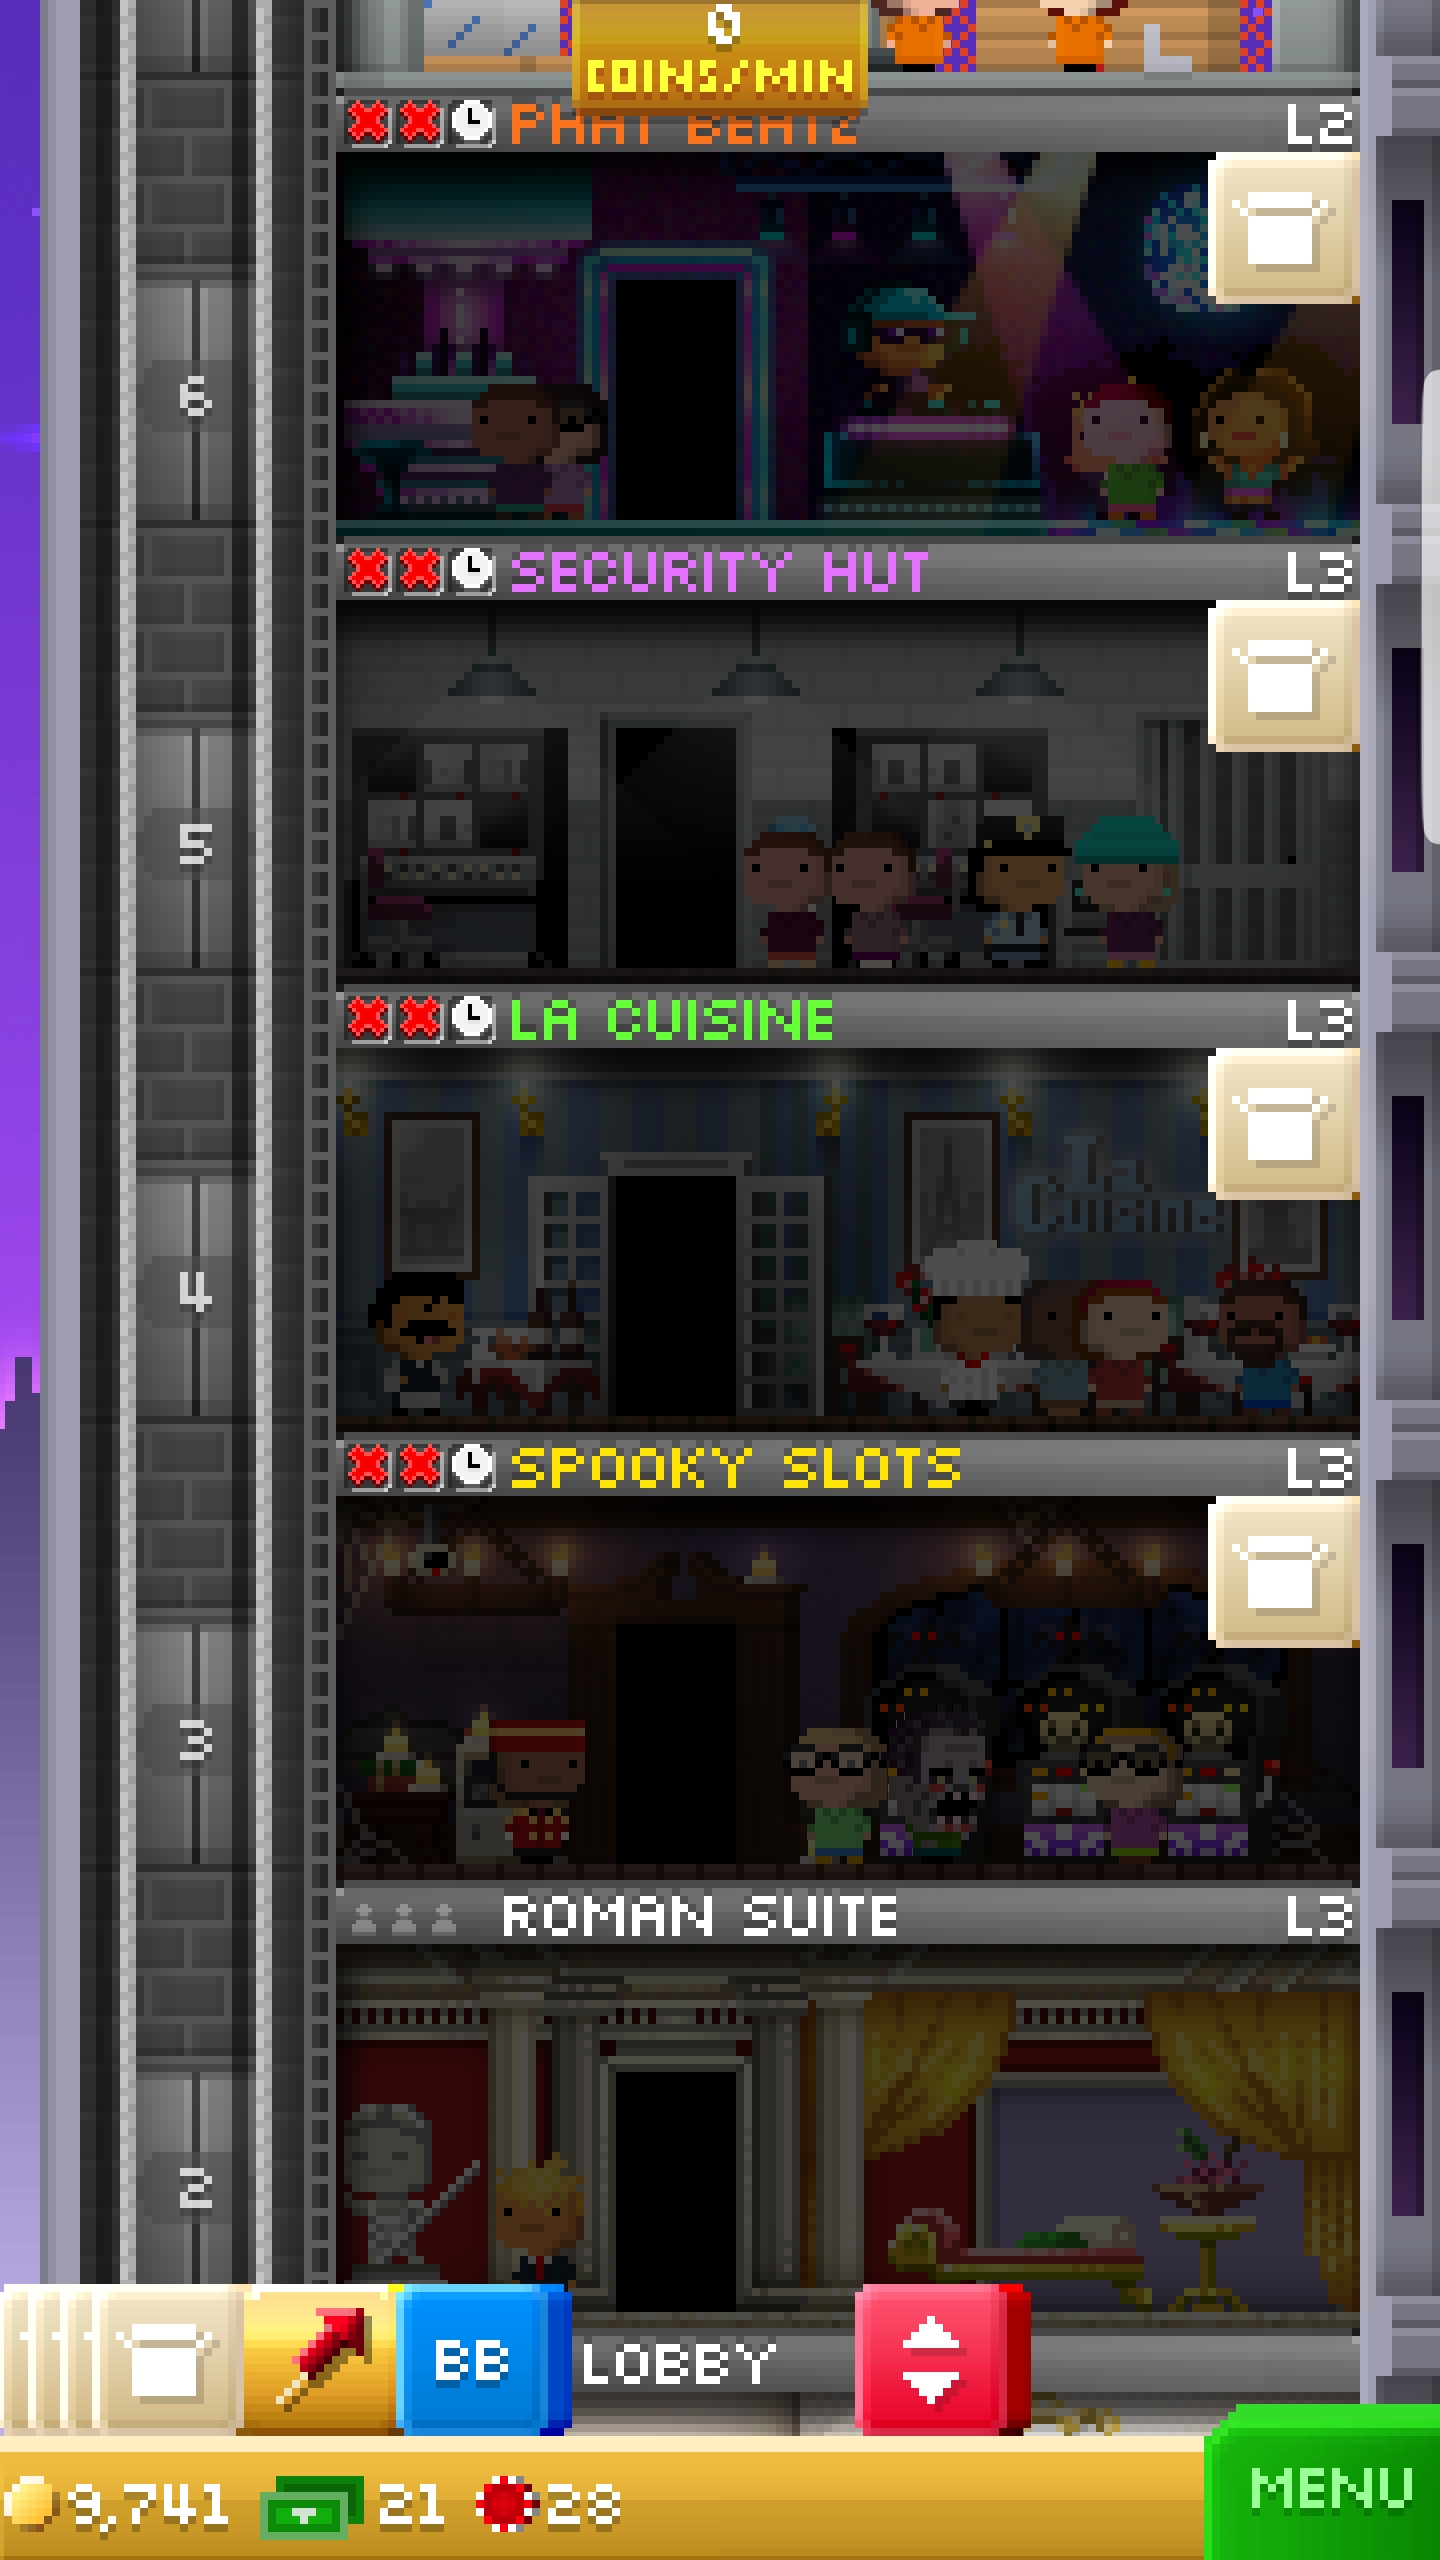 0
COINS/MIN
PHAT BEATZ
L2
6
SECURITY HUT
L3
5
LA CUISINE
L3
La
Cuisine
4
SPOOKY SLOTS
L3
3
ROMAN SUITE
L3
2
BB
LOBBY
9,741
21
28
MENU